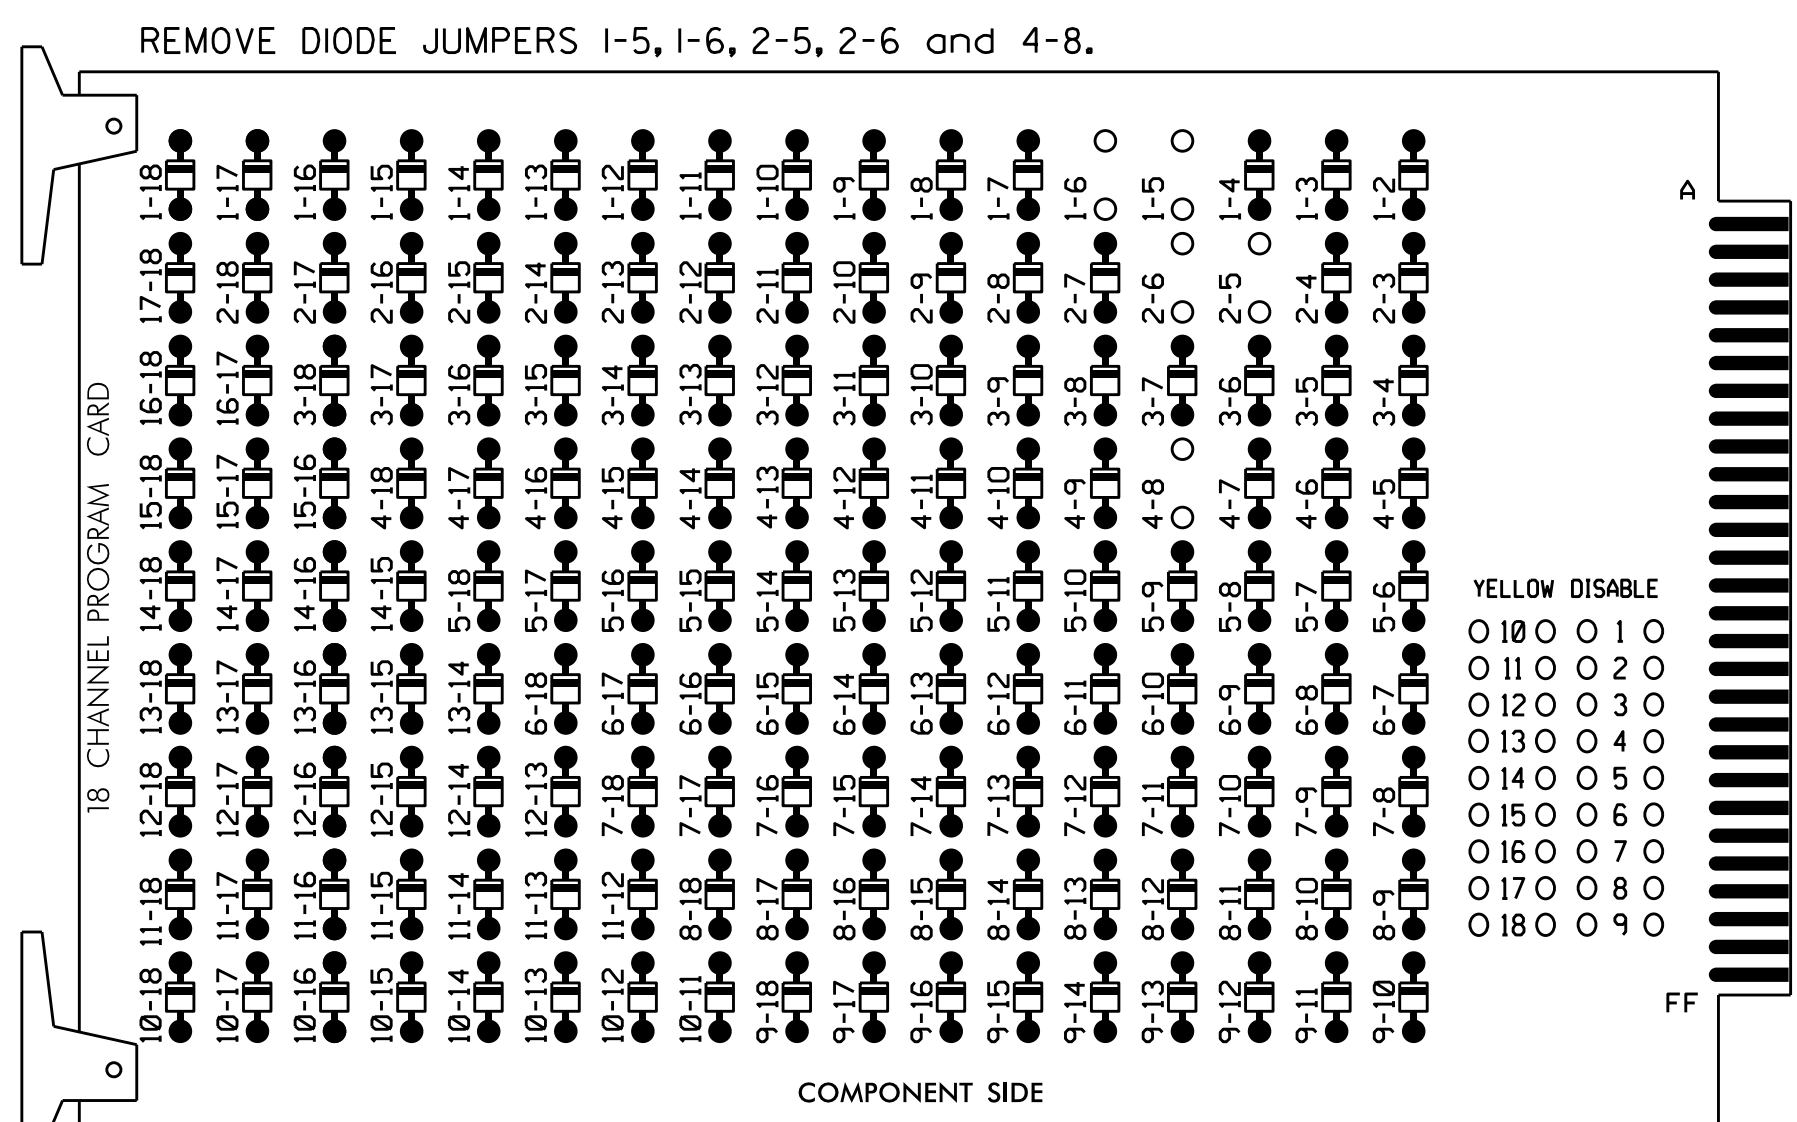 REMOVE DIODE JUMPERS 1-5, 1-6, 2-5, 2-6 and 4-8.
1-18 1-17 1-16 1-15 1-14 1-13 1-12 1-11 1-10 1-9 1-8 1-7 1-6 1-5 1-4 1-3 1-2
A
17-18 2-18 2-17 2-16 2-15 2-14 2-13 2-12 2-11 2-10 2-9 2-8 2-7 2-6 2-5 2-4 2-3
16-18 16-17 3-18 3-17 3-16 3-15 3-14 3-13 3-12 3-11 3-10 3-9 3-8 3-7 3-6 3-5 3-4
15-18 15-17 15-16 4-18 4-17 4-16 4-15 4-14 4-13 4-12 4-11 4-10 4-9 4-8 4-7 4-6 4-5
14-18 14-17 14-16 14-15 5-18 5-17 5-16 5-15 5-14 5-13 5-12 5-11 5-10 5-9 5-8 5-7 5-6
13-18 13-17 13-16 13-15 13-14 6-18 6-17 6-16 6-15 6-14 6-13 6-12 6-11 6-10 6-9 6-8 6-7
12-18 12-17 12-16 12-15 12-14 12-13 7-18 7-17 7-16 7-15 7-14 7-13 7-12 7-11 7-10 7-9 7-8
11-18 11-17 11-16 11-15 11-14 11-13 11-12 8-18 8-17 8-16 8-15 8-14 8-13 8-12 8-11 8-10 8-9
10-18 10-17 10-16 10-15 10-14 10-13 10-12 10-11 9-18 9-17 9-16 9-15 9-14 9-13 9-12 9-11 9-10
18 CHANNEL PROGRAM CARD
YELLOW DISABLE
10 1
11 2
12 3
13 4
14 5
15 6
16 7
17 8
18 9
FF
COMPONENT SIDE